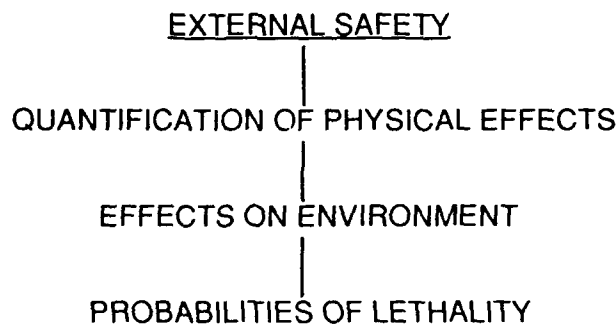 EXTERNAL SAFETY
QUANTIFICATION OF PHYSICAL EFFECTS
EFFECTS ON ENVIRONMENT
PROBABILITIES OF LETHALITY